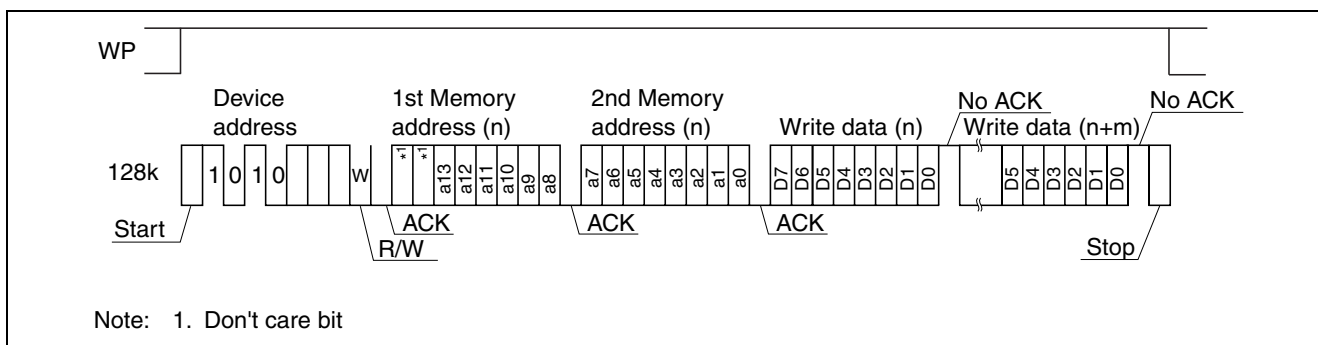 WP
Device address
1st Memory address (n)
2nd Memory address (n)
Write data (n)
No ACK
Write data (n+m)
No ACK
128k
1 0 1 0
W
*1 *1 a13 a12 a11 a10 a9 a8
a7 a6 a5 a4 a3 a2 a1 a0
D7 D6 D5 D4 D3 D2 D1 D0
D5 D4 D3 D2 D1 D0
Start
R/W
ACK
ACK
ACK
Stop
Note: 1. Don't care bit